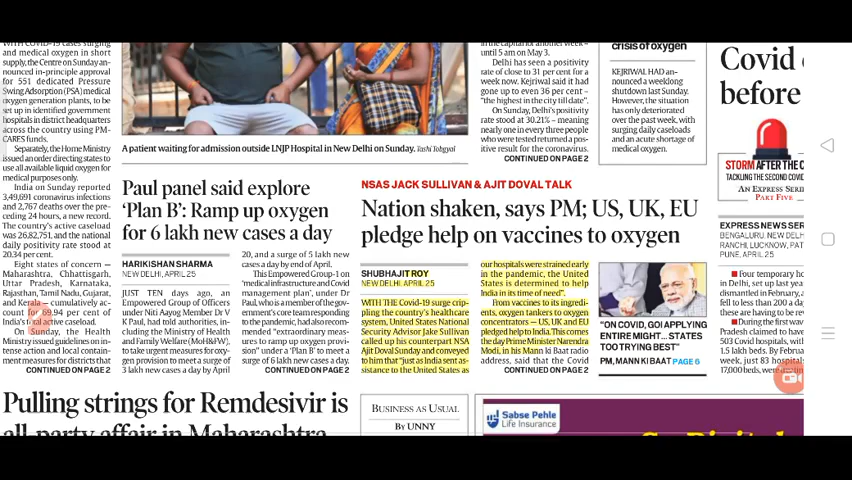 WITH COVID-19 cases surging
and medical oxygen in short
supply, the Centre on Sunday an-
nounced in-principle approval
for 551 dedicated Pressure
Swing Adsorption (PSA) medical
oxygen generation plants, to be
set up in identified government
hospitals in district headquarters
across the country using PM-
CARES funds.
Separately, the Home Ministry
issued an order directing states to
use all available liquid oxygen for
medical purposes only.
India on Sunday reported
3,49,691 coronavirus infections
and 2,767 deaths over the pre-
ceding 24 hours, a new record.
The country's active caseload
was 26,82,751, and the national
daily positivity rate stood at
20.34 per cent.
Eight states of concern —
Maharashtra, Chhattisgarh,
Uttar Pradesh, Karnataka,
Rajasthan, Tamil Nadu, Gujarat,
and Kerala — cumulatively ac-
count for 69.94 per cent of
India's total active caseload.
On Sunday, the Health
Ministry issued guidelines on in-
tense action and local contain-
ment measures for districts that
CONTINUED ON PAGE 2
A patient waiting for admission outside LNJP Hospital in New Delhi on Sunday. Tashi Tobgyal
Paul panel said explore
'Plan B': Ramp up oxygen
for 6 lakh new cases a day
HARIKISHAN SHARMA
NEW DELHI, APRIL 25
JUST TEN days ago, an
Empowered Group of Officers
under Niti Aayog Member Dr V
K Paul, had told authorities, in-
cluding the Ministry of Health
and Family Welfare (MoH&FW),
to take urgent measures for oxy-
gen provision to meet a surge of
3 lakh new cases a day by April
20, and a surge of 5 lakh new
cases a day by end of April.
This Empowered Group-1 on
"medical infrastructure and Covid
management plan", under Dr
Paul, who is a member of the gov-
ernment's core team responding
to the pandemic, had also recom-
mended "extraordinary meas-
ures to ramp up oxygen provi-
sion" under a 'Plan B' to meet a
surge of 6 lakh new cases a day.
CONTINUED ON PAGE 2
until 5 am on May 3.
Delhi has seen a positivity
rate of close to 31 per cent for a
week now. Kejriwal said it had
gone up to even 36 per cent –
"the highest in the city till date".
On Sunday, Delhi's positivity
rate stood at 30.21% – meaning
nearly one in every three people
who were tested returned a pos-
itive result for the coronavirus.
CONTINUED ON PAGE 2
crisis of oxygen
KEJRIWAL HAD an-
nounced a weeklong
shutdown last Sunday.
However, the situation
has only deteriorated
over the past week, with
surging daily caseloads
and an acute shortage of
medical oxygen.
NSAS JACK SULLIVAN & AJIT DOVAL TALK
Nation shaken, says PM; US, UK, EU
pledge help on vaccines to oxygen
SHUBHAJIT ROY
NEW DELHI, APRIL 25
WITH THE Covid-19 surge crip-
pling the country's healthcare
system, United States National
Security Advisor Jake Sullivan
called up his counterpart NSA
Ajit Doval Sunday and conveyed
to him that "just as India sent as-
sistance to the United States as
our hospitals were strained early
in the pandemic, the United
States is determined to help
India in its time of need".
From vaccines to its ingredi-
ents, oxygen tankers to oxygen
concentrators — US, UK and EU
pledged help to India. This comes
the day Prime Minister Narendra
Modi, in his Mann ki Baat radio
address, said that the Covid
CONTINUED ON PAGE 2
"ON COVID, GOI APPLYING
ENTIRE MIGHT... STATES
TOO TRYING BEST"
PM, MANN KI BAAT PAGE 6
Covid
before
STORM AFTER THE C
TACKLING THE SECOND COVID
AN EXPRESS SERI
PART FIVE
EXPRESS NEWS SER
BENGALURU, NEW DELH
RANCHI, LUCKNOW, PAT
PUNE, APRIL 25
Four temporary ho
in Delhi, set up last yea
dismantled in February, a
these are having to be re
During the first wav
Pradesh claimed to have
503 Covid hospitals, with
1.5 lakh beds. By Februa
week, just 83 hospital
17,000 beds, were
Pulling strings for Remdesivir is
all-party affair in Maharashtra
BUSINESS AS USUAL
BY UNNY
Sabse Pehle
Life Insurance